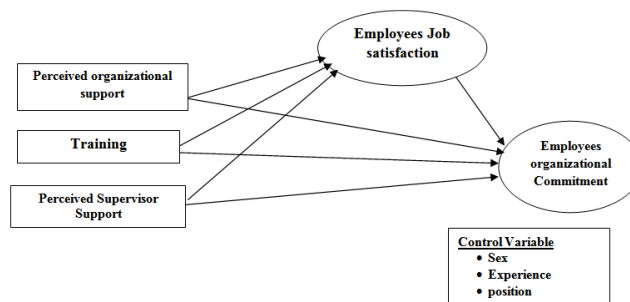 Employees Job
satisfaction
Perceived organizational
support
Training
Employees
organizational
Commitment
Perceived Supervisor
Support
Control Variable
• Sex
• Experience
• position